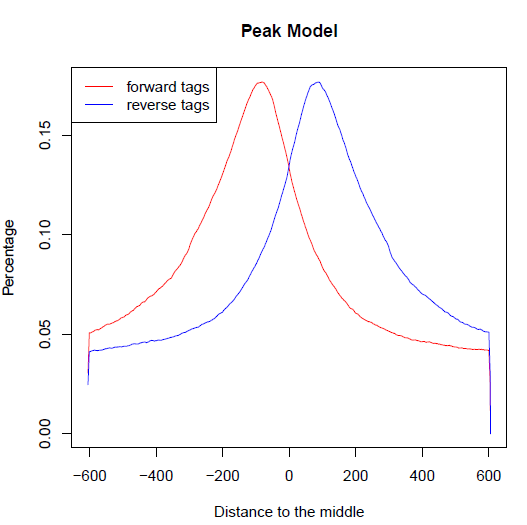 Peak Model
forward tags
reverse tags
Percentage
0.00
0.05
0.10
0.15
−600
−400
−200
0
200
400
600
Distance to the middle